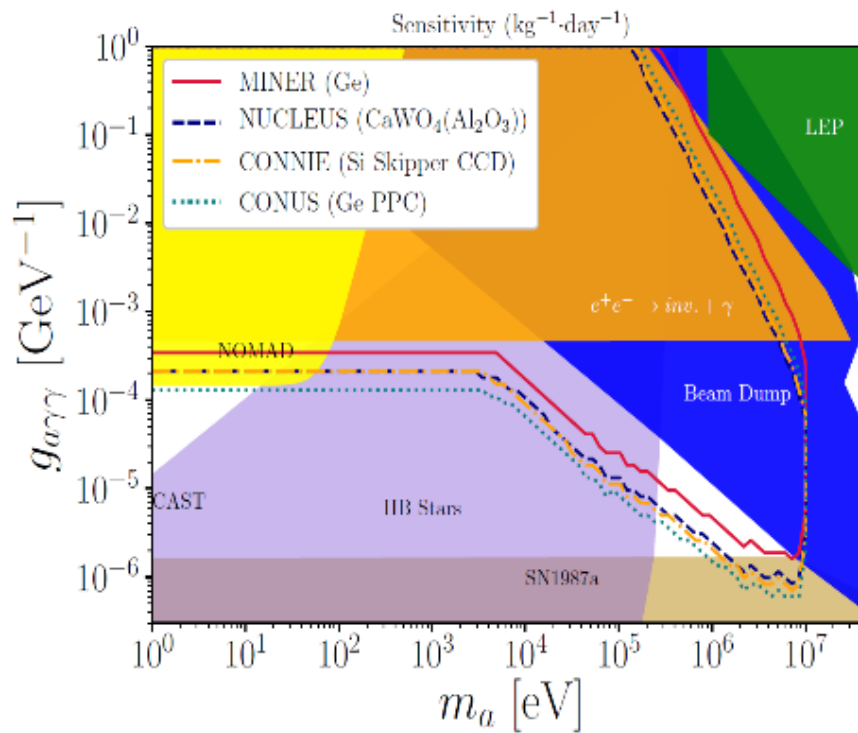 Sensitivity (kg⁻¹·day⁻¹)
10⁰
10⁻¹
10⁻²
10⁻³
10⁻⁴
10⁻⁵
10⁻⁶
gₐγγ [GeV⁻¹]
MINER (Ge)
NUCLEUS (CaWO₄(Al₂O₃))
CONNIE (Si Skipper CCD)
CONUS (Ge PPC)
LEP
e⁺e⁻ → inv. + γ
NOMAD
Beam Dump
CAST
HB Stars
SN1987a
10⁰ 10¹ 10² 10³ 10⁴ 10⁵ 10⁶ 10⁷
mₐ [eV]